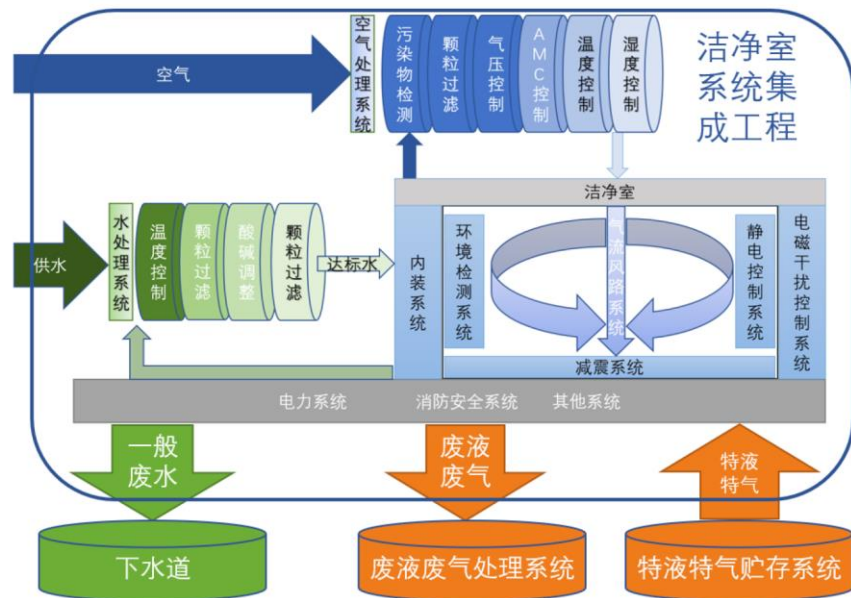 洁净室
系统集
成工程
空气
空气处理系统
污染物检测
颗粒过滤
气压控制
AMC控制
温度控制
湿度控制
洁净室
供水
水处理系统
温度控制
颗粒过滤
酸碱调整
颗粒过滤
达标水
内装系统
环境检测系统
气流风路系统
静电控制系统
电磁干扰控制系统
减震系统
电力系统
消防安全系统
其他系统
一般
废水
废液
废气
特液
特气
下水道
废液废气处理系统
特液特气贮存系统